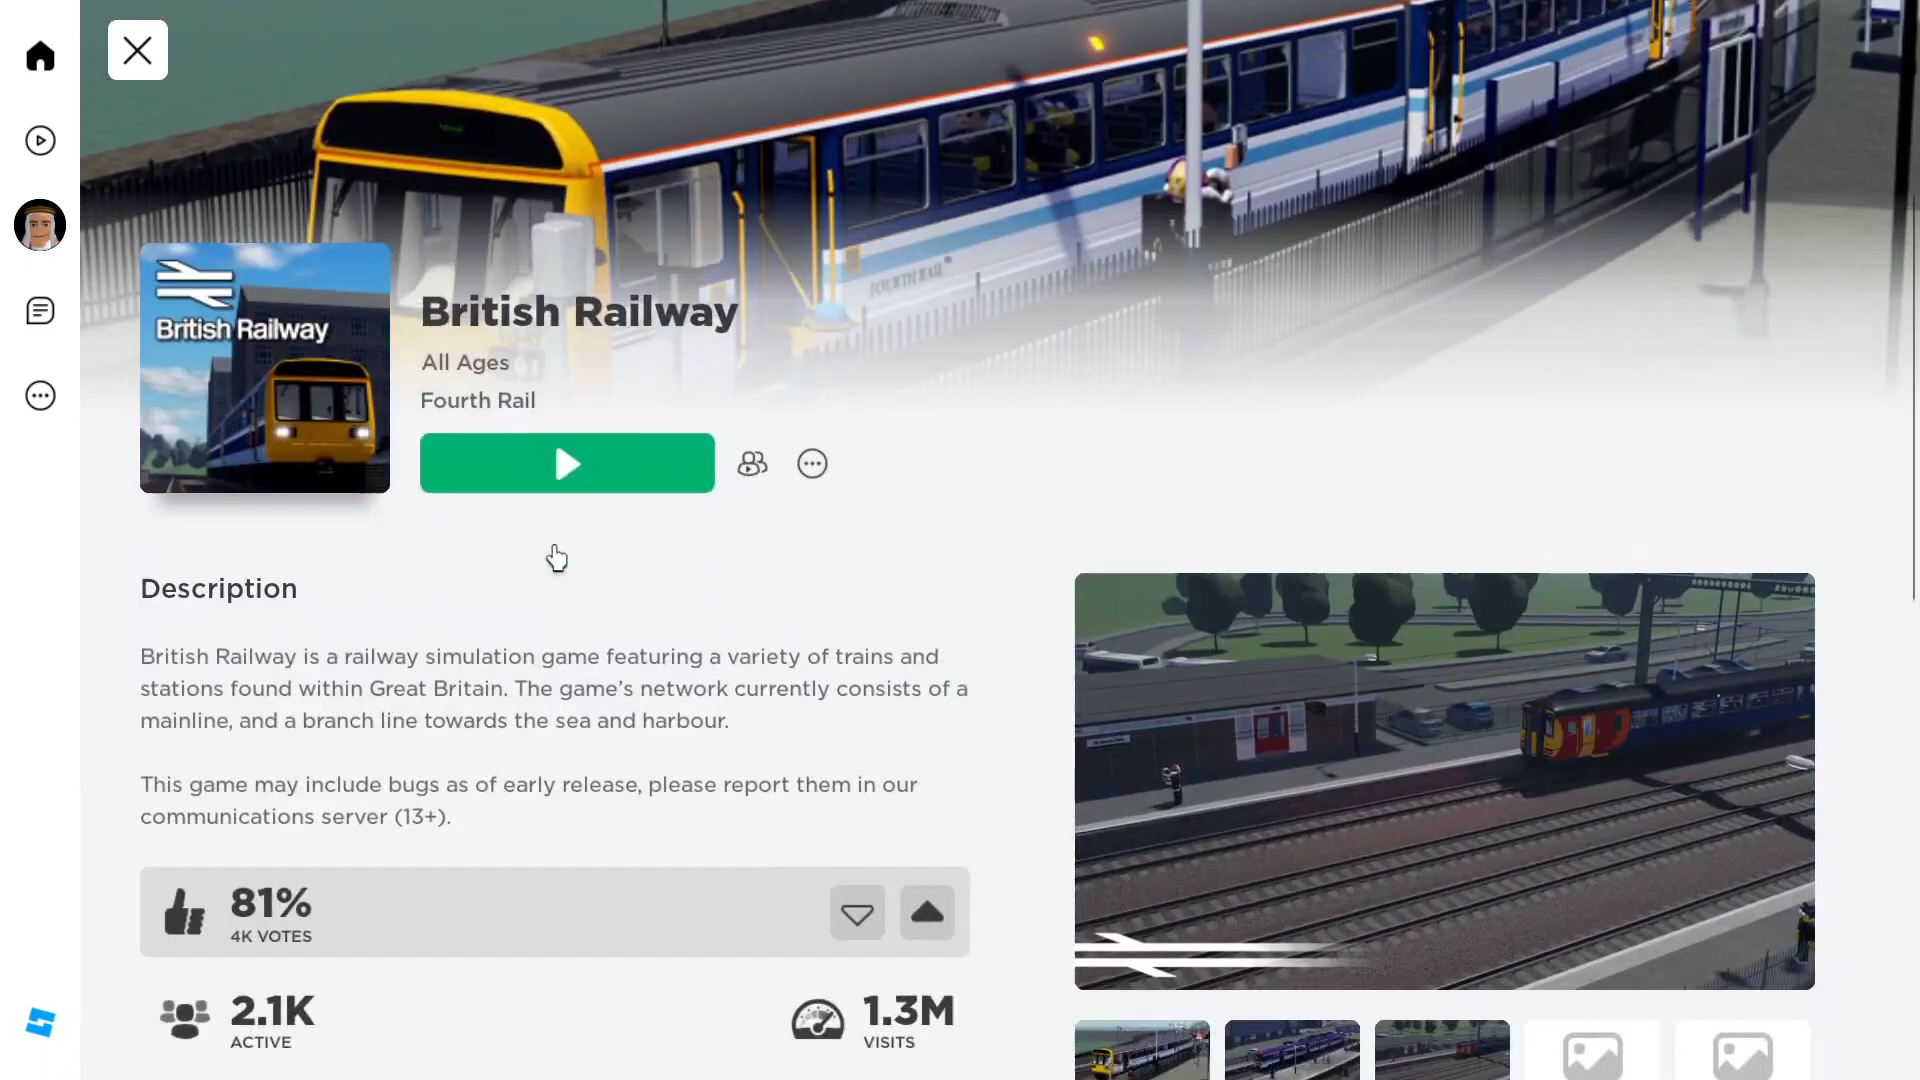 British Railway
FOURTH RAIL
British Railway
All Ages
Fourth Rail
Description
British Railway is a railway simulation game featuring a variety of trains and
stations found within Great Britain. The game’s network currently consists of a
mainline, and a branch line towards the sea and harbour.
This game may include bugs as of early release, please report them in our
communications server (13+).
81%
4K VOTES
2.1K
ACTIVE
1.3M
VISITS